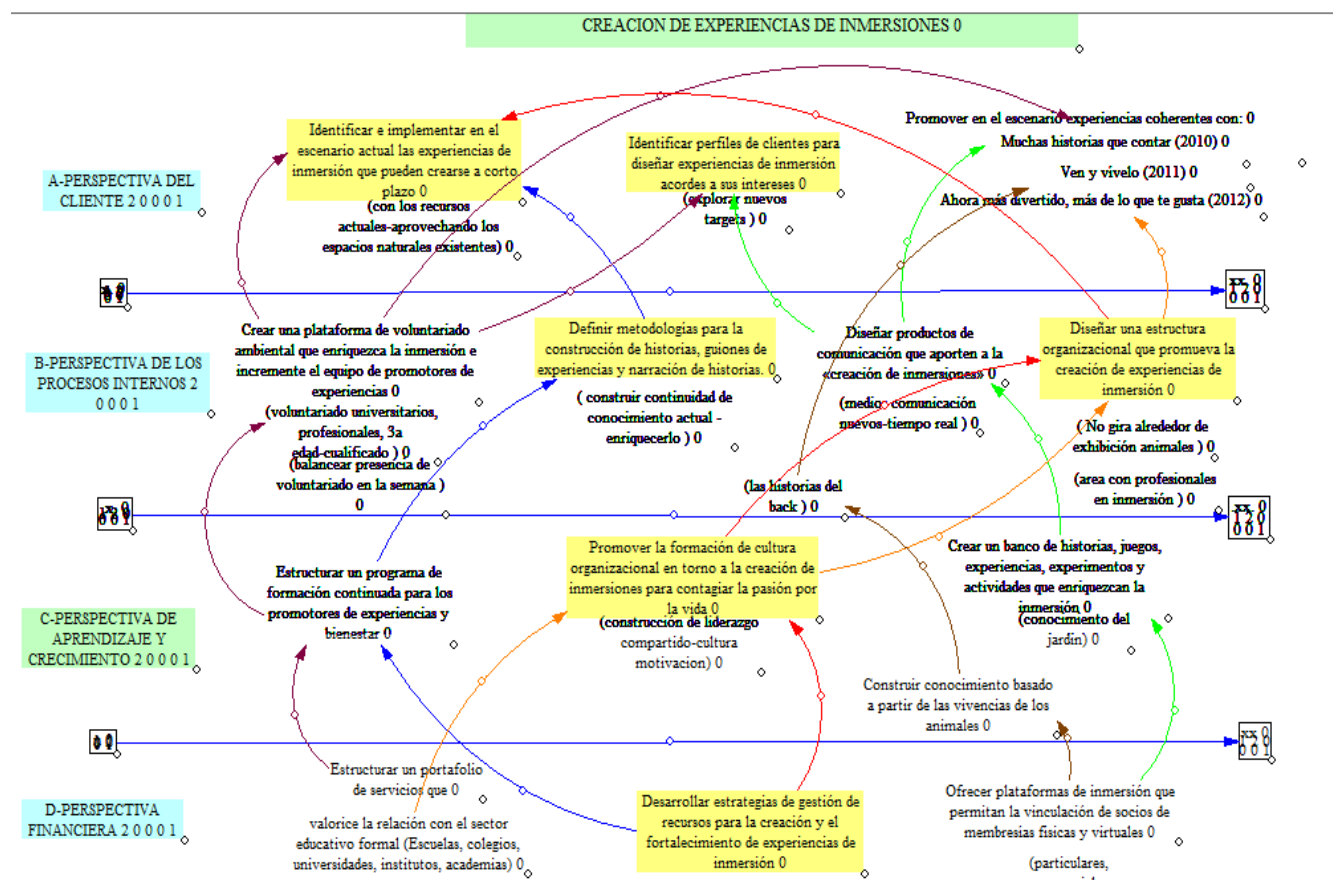 CREACION DE EXPERIENCIAS DE INMERSIONES 0
Identificar e implementar en el
escenario actual las experiencias de
inmersión que pueden crearse a corto
plazo 0
(con los recursos
actuales-aprovechando los
espacios naturales existentes) 0
Identificar perfiles de clientes para
diseñar experiencias de inmersión
acordes a sus intereses 0
(explorar nuevos
targets ) 0
Promover en el escenario experiencias coherentes con: 0
Muchas historias que contar (2010) 0
Ven y vívelo (2011) 0
Ahora más divertido, más de lo que te gusta (2012) 0
A-PERSPECTIVA DEL
CLIENTE 2 0 0 0 1
Crear una plataforma de voluntariado
ambiental que enriquezca la inmersión e
incremente el equipo de promotores de
experiencias 0
(voluntariado universitarios,
profesionales, 3a
edad-cualificado ) 0
(balancear presencia de
voluntariado en la semana )
0
Definir metodologías para la
construcción de historias, guiones de
experiencias y narración de historias. 0
( construir continuidad de
conocimiento actual -
enriquecerlo ) 0
Diseñar productos de
comunicación que aporten a la
«creación de inmersiones» 0
(medio comunicación
nuevos-tiempo real ) 0
Diseñar una estructura
organizacional que promueva la
creación de experiencias de
inmersión 0
( No gira alrededor de
exhibición animales ) 0
(area con profesionales
en inmersión ) 0
B-PERSPECTIVA DE LOS
PROCESOS INTERNOS 2
0 0 0 1
(las historias del
back ) 0
Estructurar un programa de
formación continuada para los
promotores de experiencias y
bienestar 0
Promover la formación de cultura
organizacional en torno a la creación de
inmersiones para contagiar la pasión por
la vida 0
(construcción de liderazgo
compartido-cultura
motivacion) 0
Crear un banco de historias, juegos,
experiencias, experimentos y
actividades que enriquezcan la
inmersión 0
(conocimiento del
jardín) 0
C-PERSPECTIVA DE
APRENDIZAJE Y
CRECIMIENTO 2 0 0 0 1
Construir conocimiento basado
a partir de las vivencias de los
animales 0
Estructurar un portafolio
de servicios que 0
valorice la relación con el sector
educativo formal (Escuelas, colegios,
universidades, institutos, academias) 0
Desarrollar estrategias de gestión de
recursos para la creación y el
fortalecimiento de experiencias de
inmersión 0
Ofrecer plataformas de inmersión que
permitan la vinculación de socios de
membresias fisicas y virtuales 0
(particulares,
D-PERSPECTIVA
FINANCIERA 2 0 0 0 1